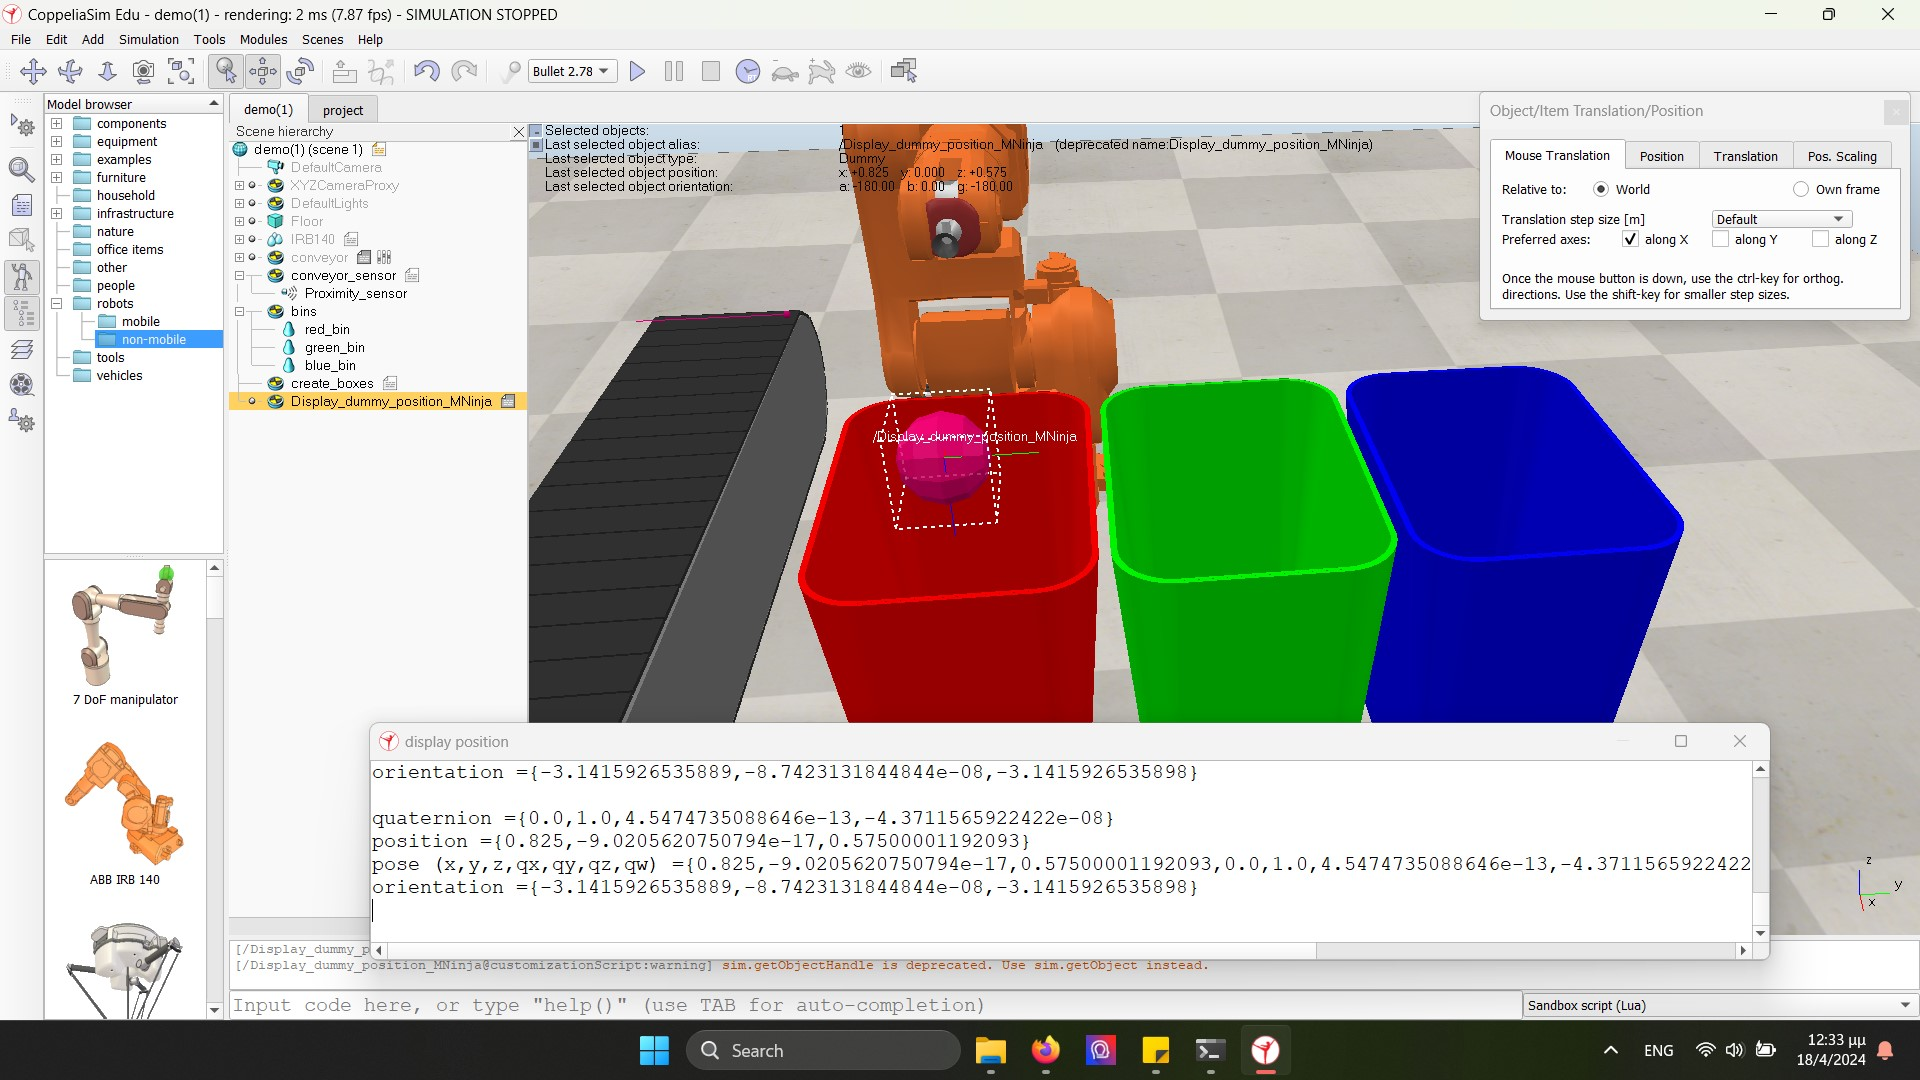 CoppeliaSim Edu - demo(1) - rendering: 2 ms (7.87 fps) - SIMULATION STOPPED
File Edit Add Simulation Tools Modules Scenes Help
Bullet 2.78
RT
Model browser
components
equipment
examples
furniture
household
infrastructure
nature
office items
other
people
robots
mobile
non-mobile
tools
vehicles
7 DoF manipulator
ABB IRB 140
demo(1) project
Scene hierarchy
demo(1) (scene 1)
DefaultCamera
XYZCameraProxy
DefaultLights
Floor
IRB140
conveyor
conveyor_sensor
Proximity_sensor
bins
red_bin
green_bin
blue_bin
create_boxes
Display_dummy_position_MNinja
Selected objects: 1
Last selected object alias: /Display_dummy_position_MNinja (deprecated name:Display_dummy_position_MNinja)
Last selected object type: Dummy
Last selected object position: x: +0.825 y: 0.000 z: +0.575
Last selected object orientation: a: -180.00 b: 0.00 g: -180.00
/Display_dummy_position_MNinja
Object/Item Translation/Position
Mouse Translation Position Translation Pos. Scaling
Relative to: World Own frame
Translation step size [m] Default
Preferred axes: along X along Y along Z
Once the mouse button is down, use the ctrl-key for orthog.
directions. Use the shift-key for smaller step sizes.
z
y
x
display position
orientation ={-3.1415926535889,-8.7423131844844e-08,-3.1415926535898}
quaternion ={0.0,1.0,4.5474735088646e-13,-4.3711565922422e-08}
position ={0.825,-9.0205620750794e-17,0.57500001192093}
pose (x,y,z,qx,qy,qz,qw) ={0.825,-9.0205620750794e-17,0.57500001192093,0.0,1.0,4.5474735088646e-13,-4.3711565922422
orientation ={-3.1415926535889,-8.7423131844844e-08,-3.1415926535898}
[/Display_dummy_p
[/Display_dummy_position_MNinja@customizationScript:warning] sim.getObjectHandle is deprecated. Use sim.getObject instead.
Input code here, or type "help()" (use TAB for auto-completion)
Sandbox script (Lua)
Search
ENG
12:33 μμ
18/4/2024